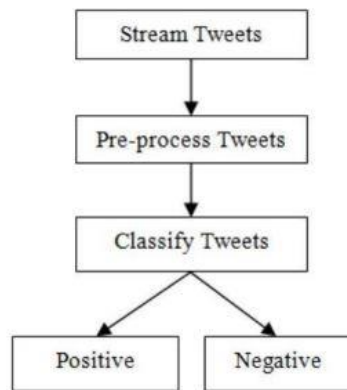 Stream Tweets
Pre-process Tweets
Classify Tweets
Positive
Negative